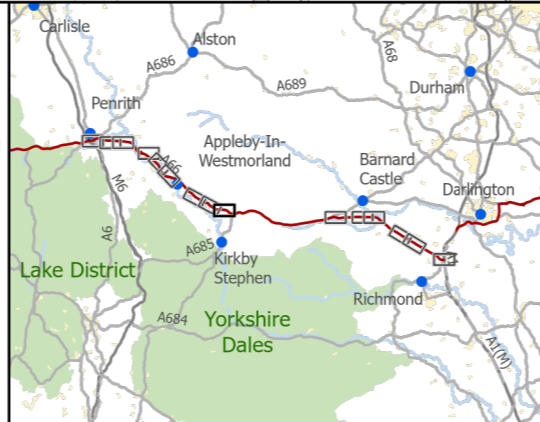 Carlisle
Alston
A686
A68
A689
Durham
Penrith
Appleby-In-
Westmorland
A66
Barnard
Castle
Darlington
M6
A6
A685
Lake District
Kirkby
Stephen
Richmond
A684
Yorkshire
Dales
A1(M)